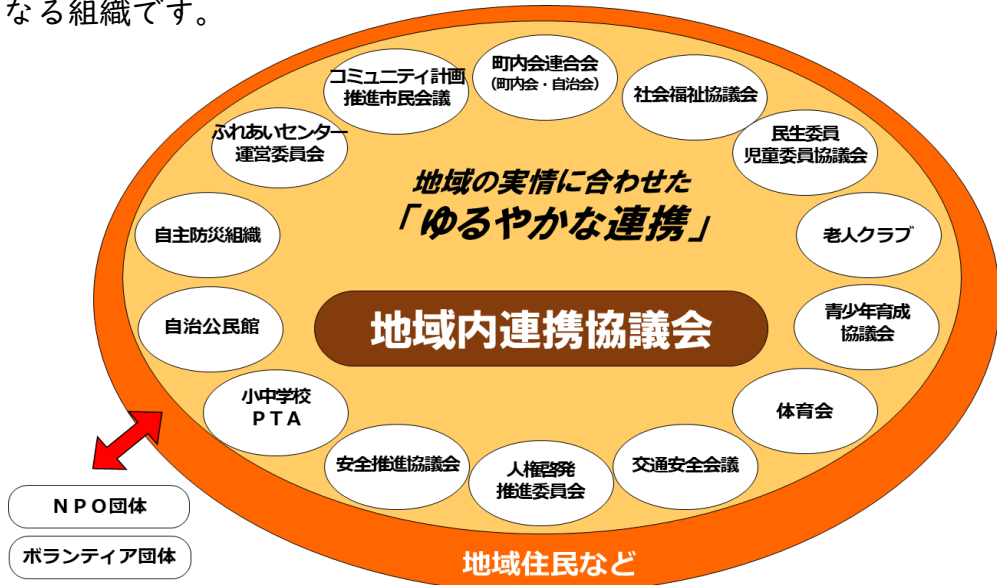 なる組織です。
町内会連合会
(町内会・自治会)
コミュニティ計画
推進市民会議
社会福祉協議会
ふれあいセンター
運営委員会
民生委員
児童委員協議会
地域の実情に合わせた
「ゆるやかな連携」
自主防災組織
老人クラブ
自治公民館
地域内連携協議会
青少年育成
協議会
小中学校
ＰＴＡ
体育会
安全推進協議会
人権啓発
推進委員会
交通安全会議
ＮＰＯ団体
ボランティア団体
地域住民など